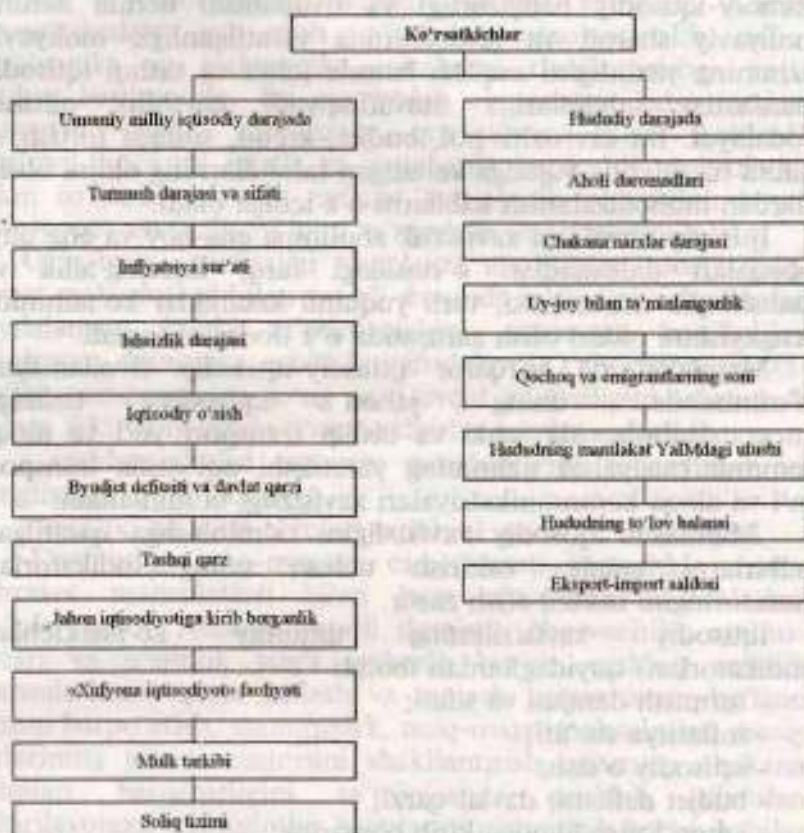 Ko‘rsatkichlar
Umumiy milliy iqtisodiy darajada
Turmush darajasi va sifati
Inflyatsiya sur’ati
Ishsizlik darajasi
Iqtisodiy o‘sish
Byudjet defitsiti va davlat qarzi
Tashqi qarz
Jahon iqtisodiyotiga kirib borganlik
«Xufyona iqtisodiyot» faoliyati
Mulk tarkibi
Soliq tizimi
Hududiy darajada
Aholi daromadlari
Chakana narxlar darajasi
Uy-joy bilan ta’minlanganlik
Qochoq va emigrantlarning soni
Hududning mamlakat YaIMdagi ulushi
Hududning to‘lov balansi
Eksport-import saldosi